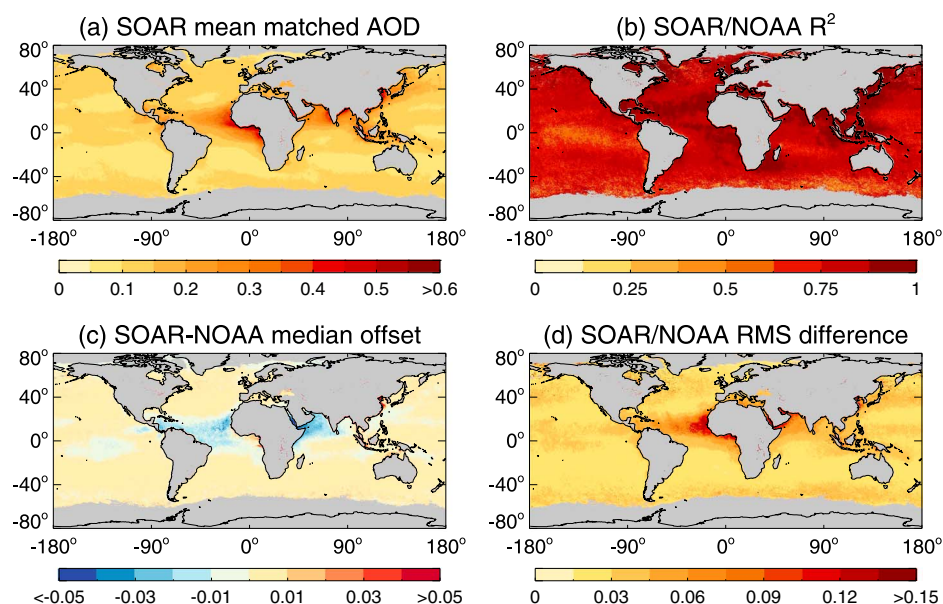 (a) SOAR mean matched AOD
80°
40°
0°
-40°
-80°
-180° -90° 0° 90° 180°
0 0.1 0.2 0.3 0.4 0.5 >0.6
(b) SOAR/NOAA R²
80°
40°
0°
-40°
-80°
-180° -90° 0° 90° 180°
0 0.25 0.5 0.75 1
(c) SOAR-NOAA median offset
80°
40°
0°
-40°
-80°
-180° -90° 0° 90° 180°
<-0.05 -0.03 -0.01 0.01 0.03 >0.05
(d) SOAR/NOAA RMS difference
80°
40°
0°
-40°
-80°
-180° -90° 0° 90° 180°
0 0.03 0.06 0.09 0.12 >0.15